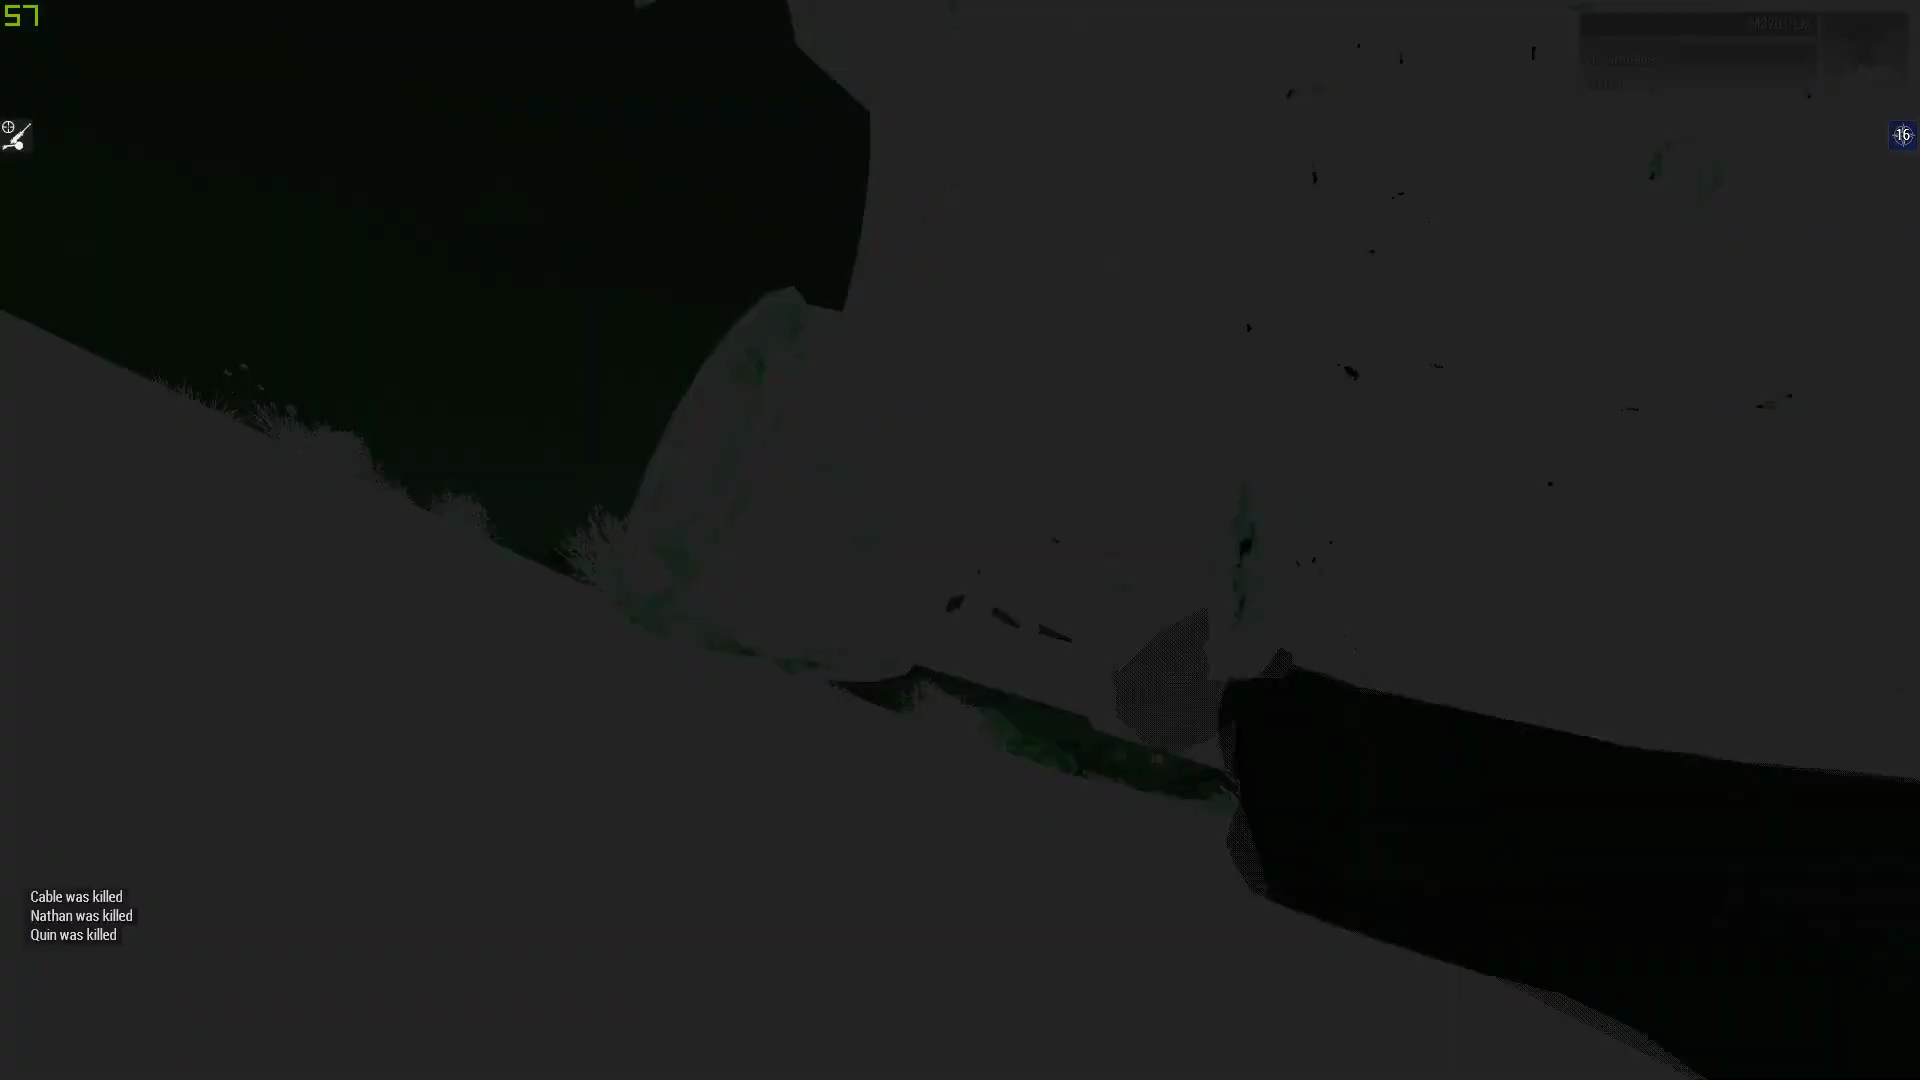 57
16
Cable was killed
Nathan was killed
Quin was killed